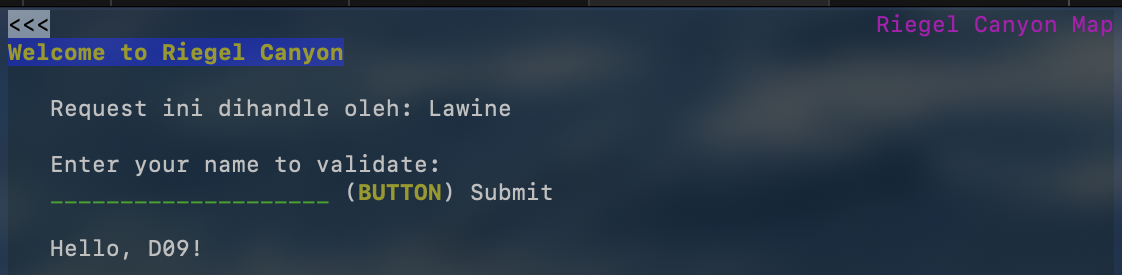 <<< Riegel Canyon Map
Welcome to Riegel Canyon
Request ini dihandle oleh: Lawine
Enter your name to validate:
____________________ (BUTTON) Submit
Hello, D09!